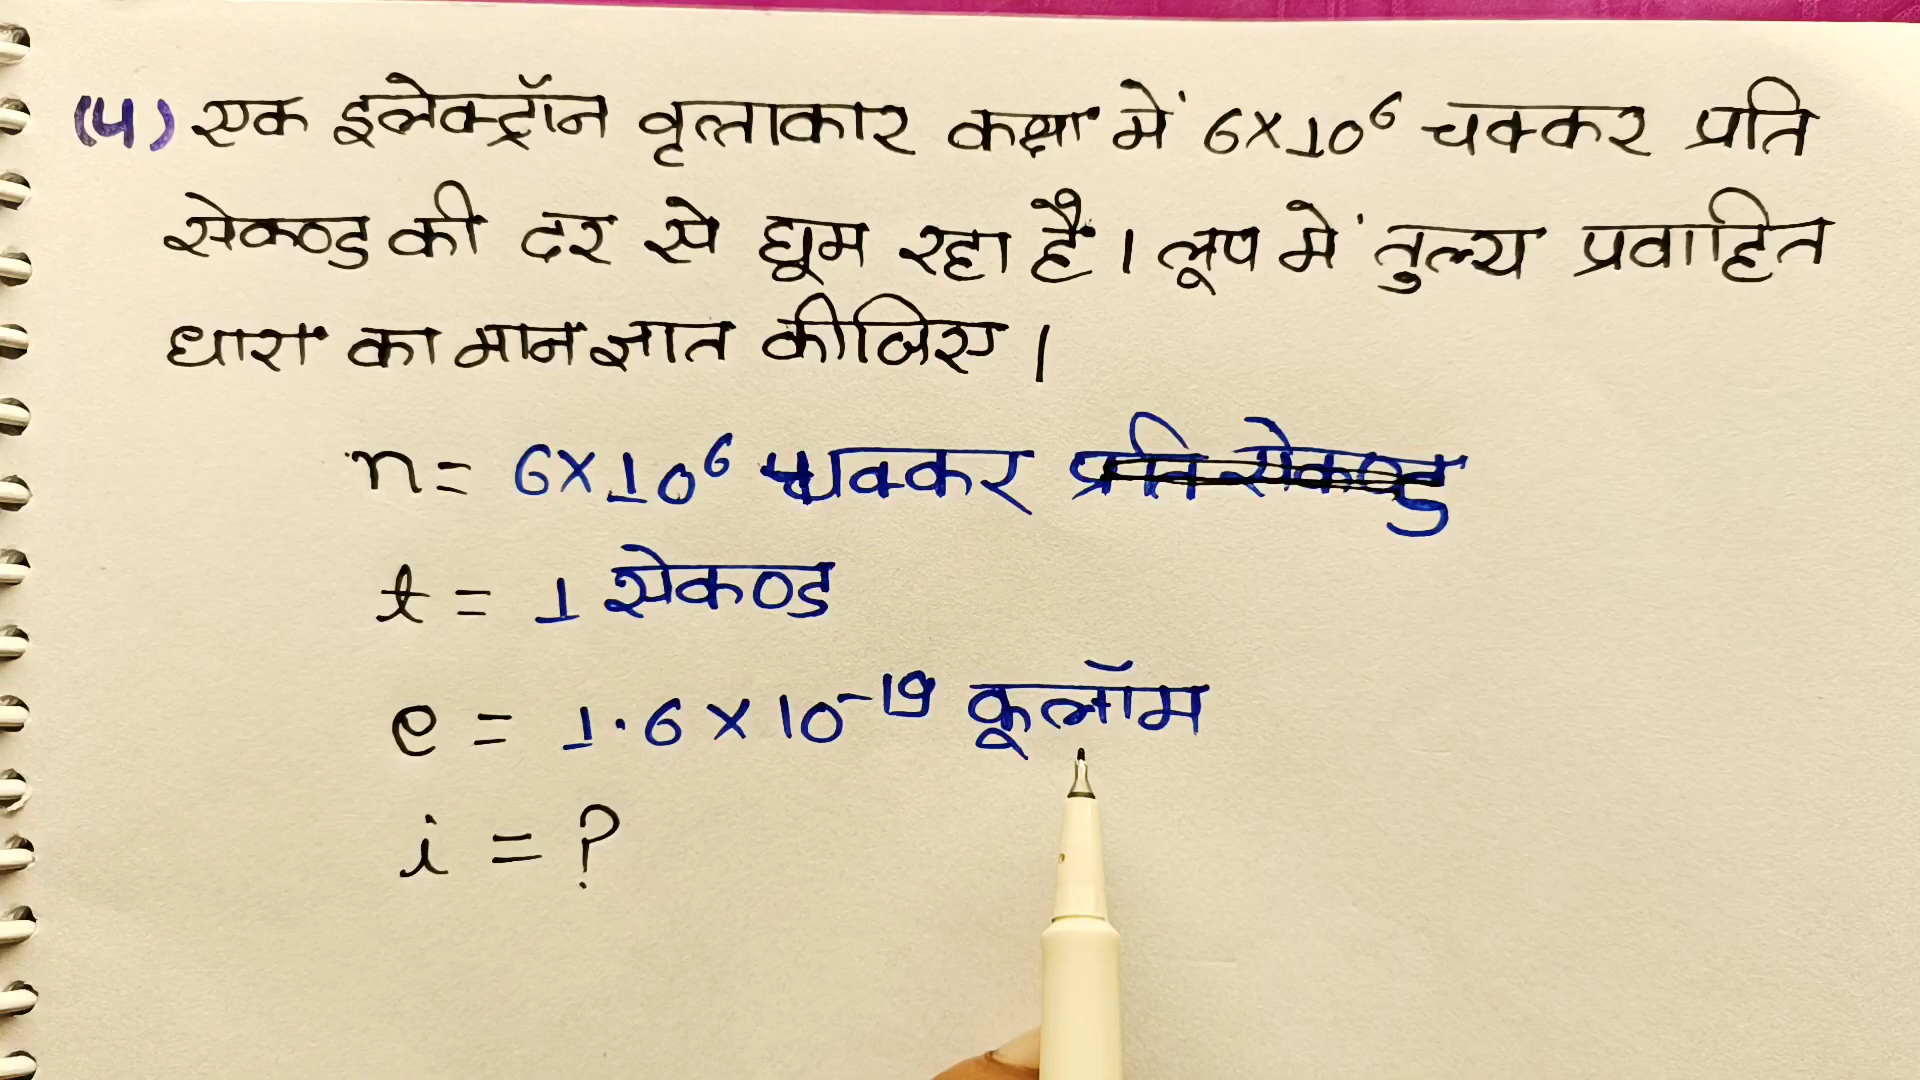 (4) एक इलेक्ट्रॉन वृत्ताकार कक्षा में 6×10⁶ चक्कर प्रति
सेकण्ड की दर से घूम रहा है। लूप में तुल्य प्रवाहित
धारा का मान ज्ञात कीजिए।
n = 6×10⁶ चक्कर प्रति सेकण्ड
t = 1 सेकण्ड
e = 1.6×10⁻¹⁹ कूलॉम
i = ?